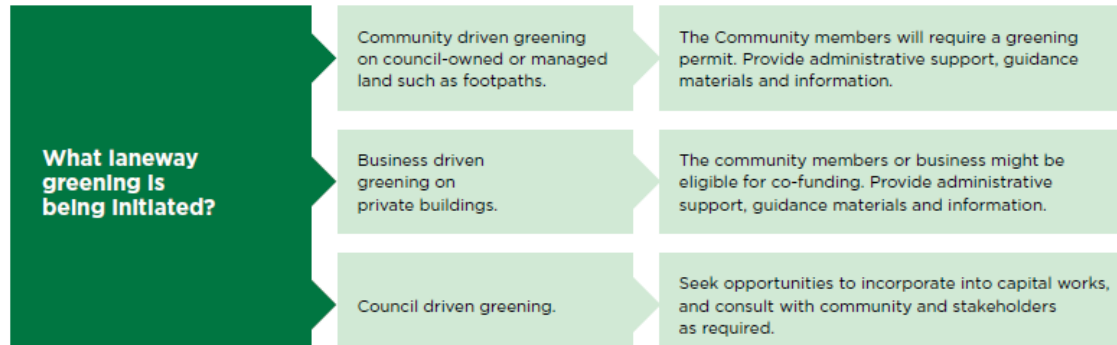 What laneway
greening is
being initiated?
Community driven greening
on council-owned or managed
land such as footpaths.
The Community members will require a greening
permit. Provide administrative support, guidance
materials and information.
Business driven
greening on
private buildings.
The community members or business might be
eligible for co-funding. Provide administrative
support, guidance materials and information.
Council driven greening.
Seek opportunities to incorporate into capital works,
and consult with community and stakeholders
as required.